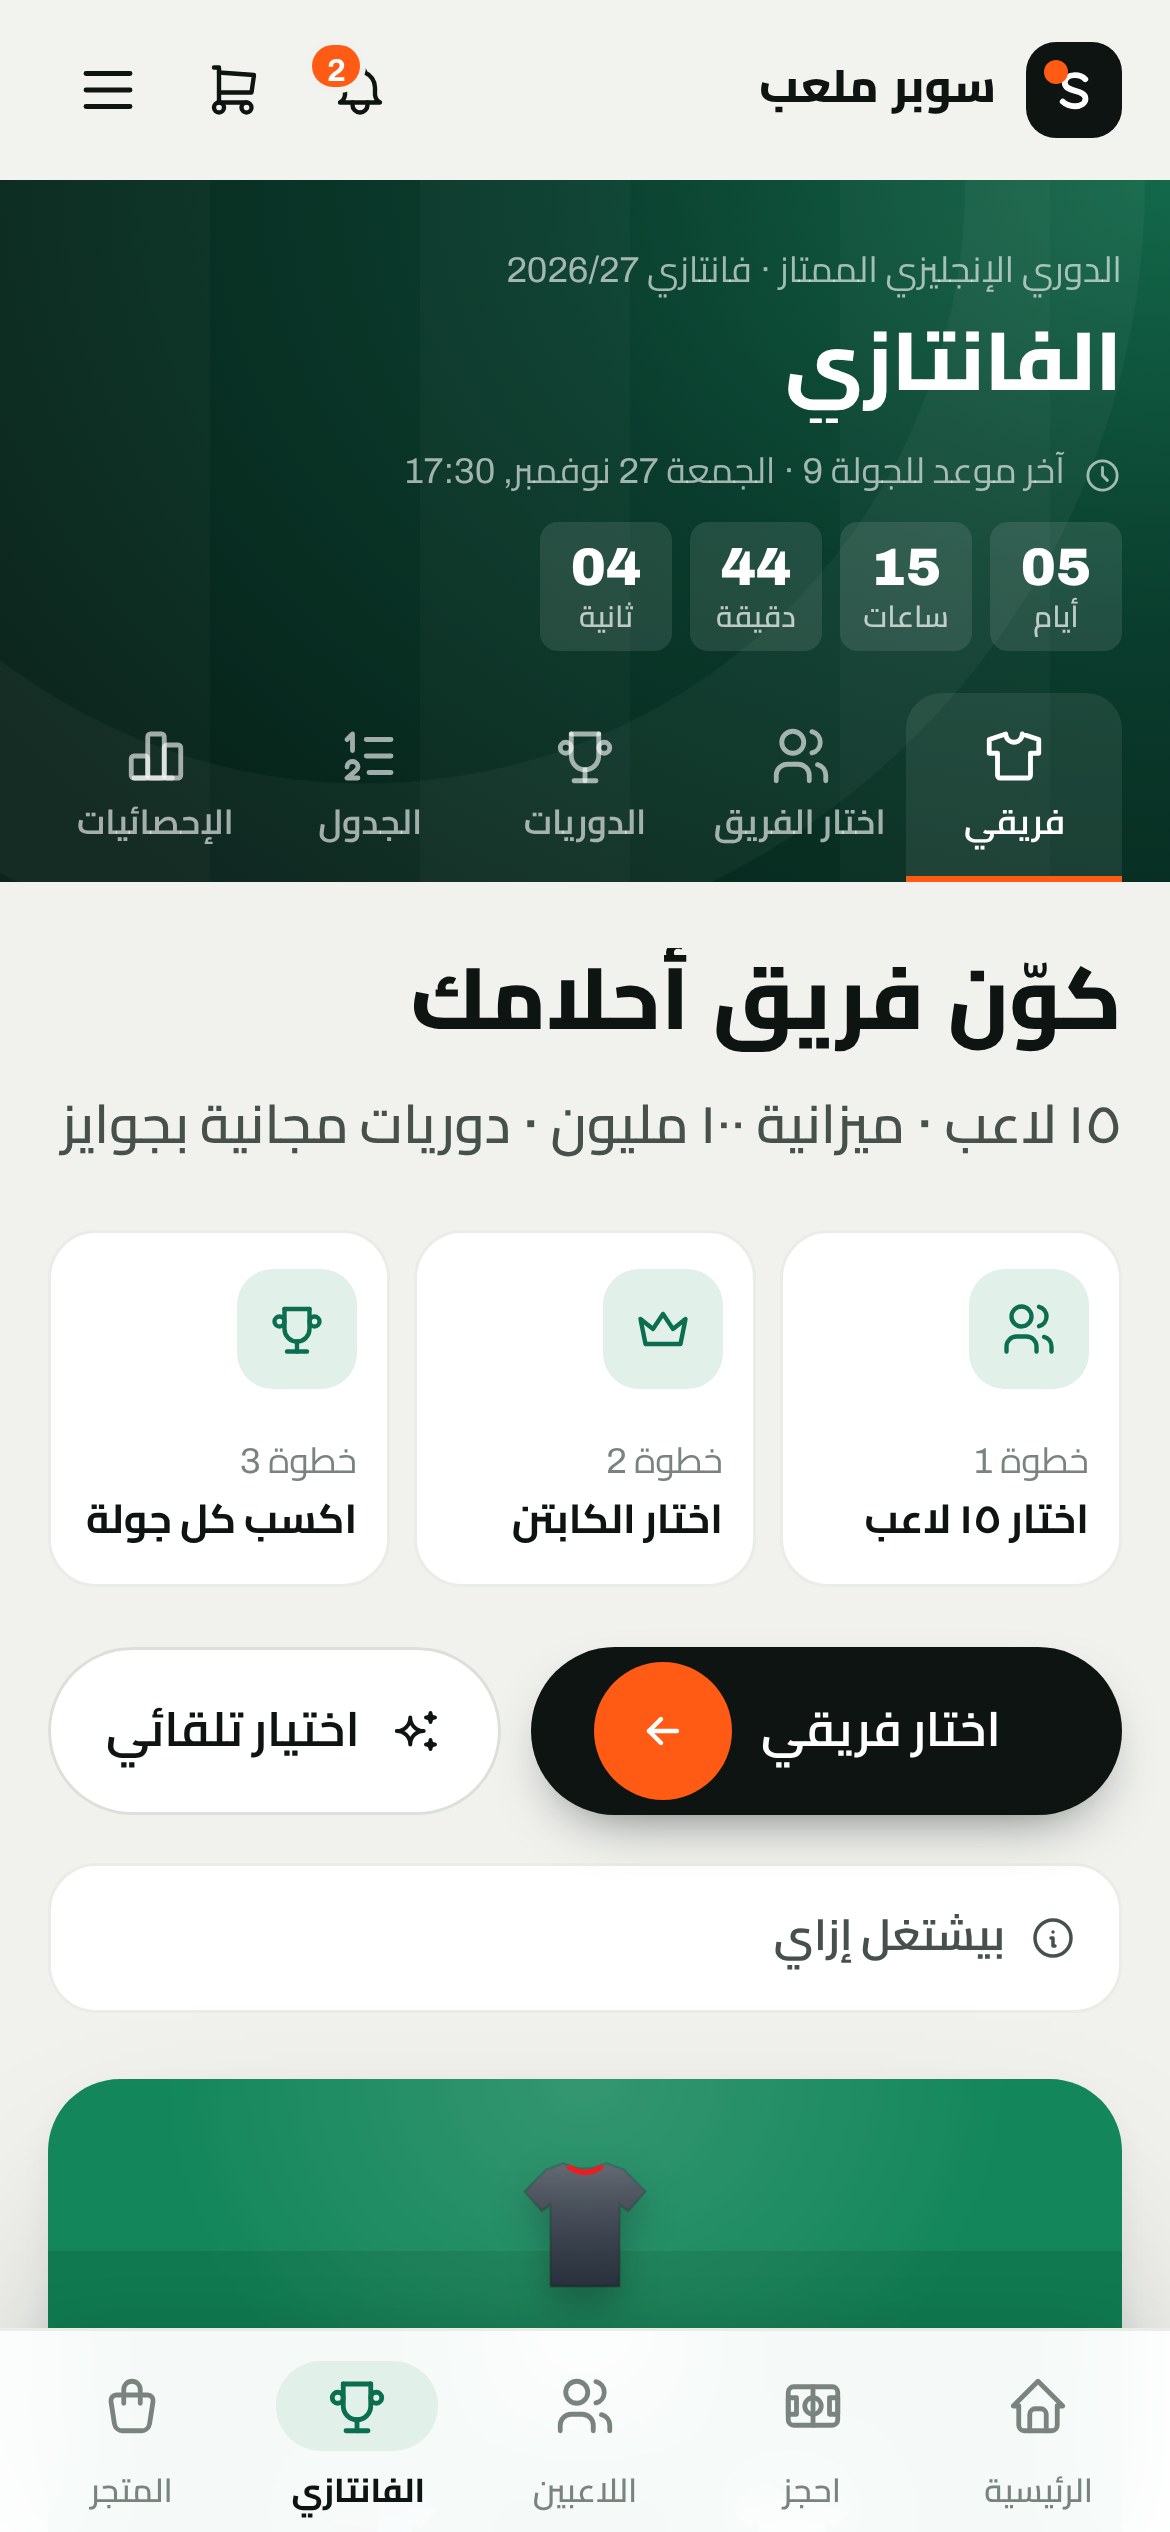 سوبر ملعب
S
2
الدوري الإنجليزي الممتاز · فانتازي 2026/27
الفانتازي
آخر موعد للجولة 9 · الجمعة 27 نوفمبر, 17:30
05 15 44 04
أيام ساعات دقيقة ثانية
فريقي اختار الفريق الدوريات الجدول الإحصائيات
كوّن فريق أحلامك
١٥ لاعب · ميزانية ١٠٠ مليون · دوريات مجانية بجوايز
خطوة 1
اختار ١٥ لاعب
خطوة 2
اختار الكابتن
خطوة 3
اكسب كل جولة
اختار فريقي
اختيار تلقائي
بيشتغل إزاي
الرئيسية احجز اللاعبين الفانتازي المتجر